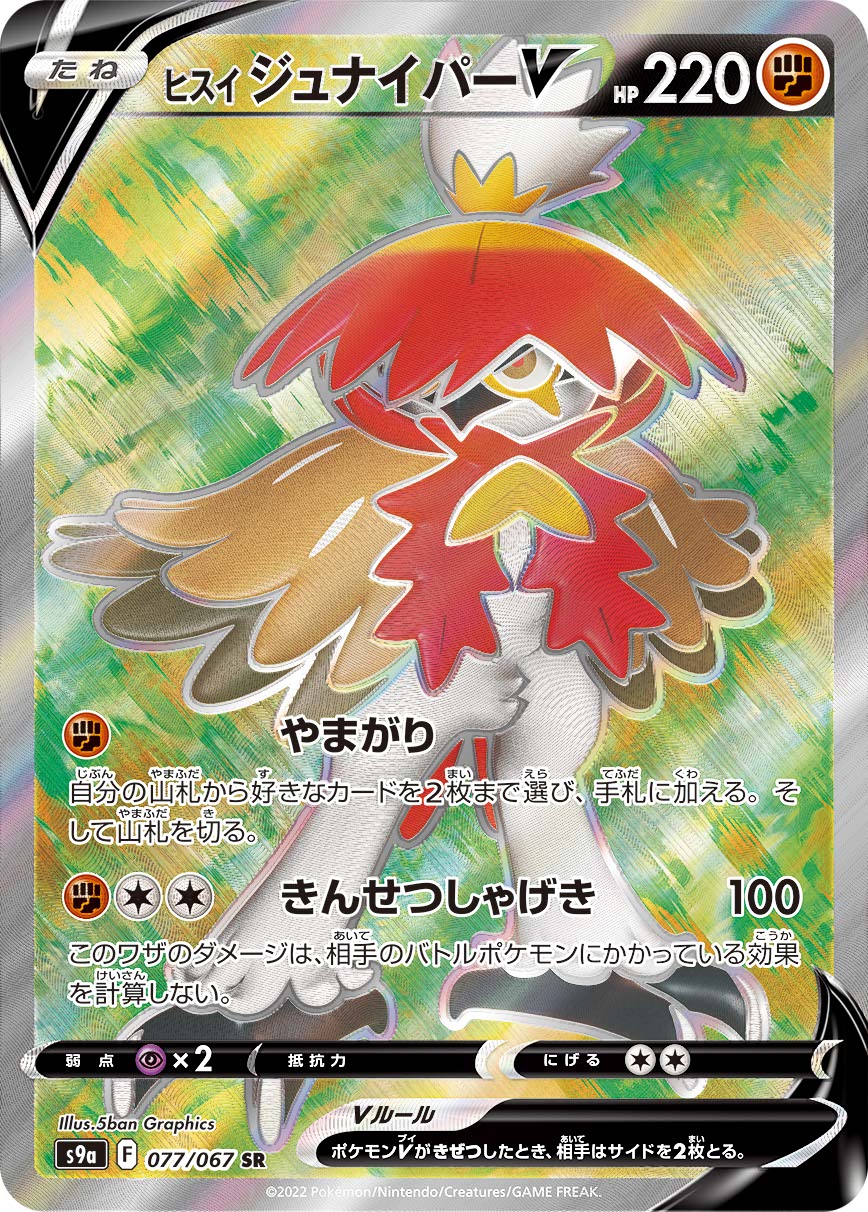 たね
ヒスイ ジュナイパーV
HP 220
やまがり
自分の山札から好きなカードを2枚まで選び、手札に加える。そ
して山札を切る。
きんせつしゃげき 100
このワザのダメージは、相手のバトルポケモンにかかっている効果
を計算しない。
弱点 ×2 抵抗力 にげる
Illus.5ban Graphics
Vルール
ポケモンVがきぜつしたとき、相手はサイドを2枚とる。
s9a F 077/067 SR
©2022 Pokémon/Nintendo/Creatures/GAME FREAK.